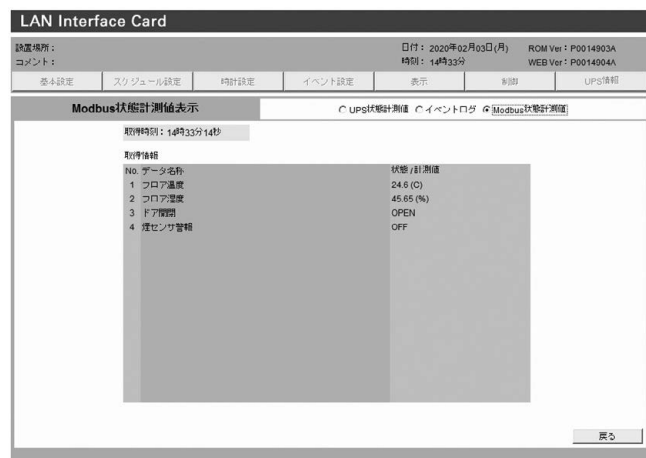 LAN Interface Card
設置場所：
コメント：
日付： 2020年02月03日(月) ROM Ver： P0014903A
時刻： 14時33分 WEB Ver： P0014904A
基本設定 スケジュール設定 時計設定 イベント設定 表示 制御 UPS情報
Modbus状態計測値表示 UPS状態計測値 イベントログ Modbus状態計測値
取得時刻：14時33分14秒
取得情報
No. データ名称 状態 /計測値
1 フロア温度 24.6 (C)
2 フロア湿度 45.65 (%)
3 ドア開閉 OPEN
4 煙センサ警報 OFF
戻る